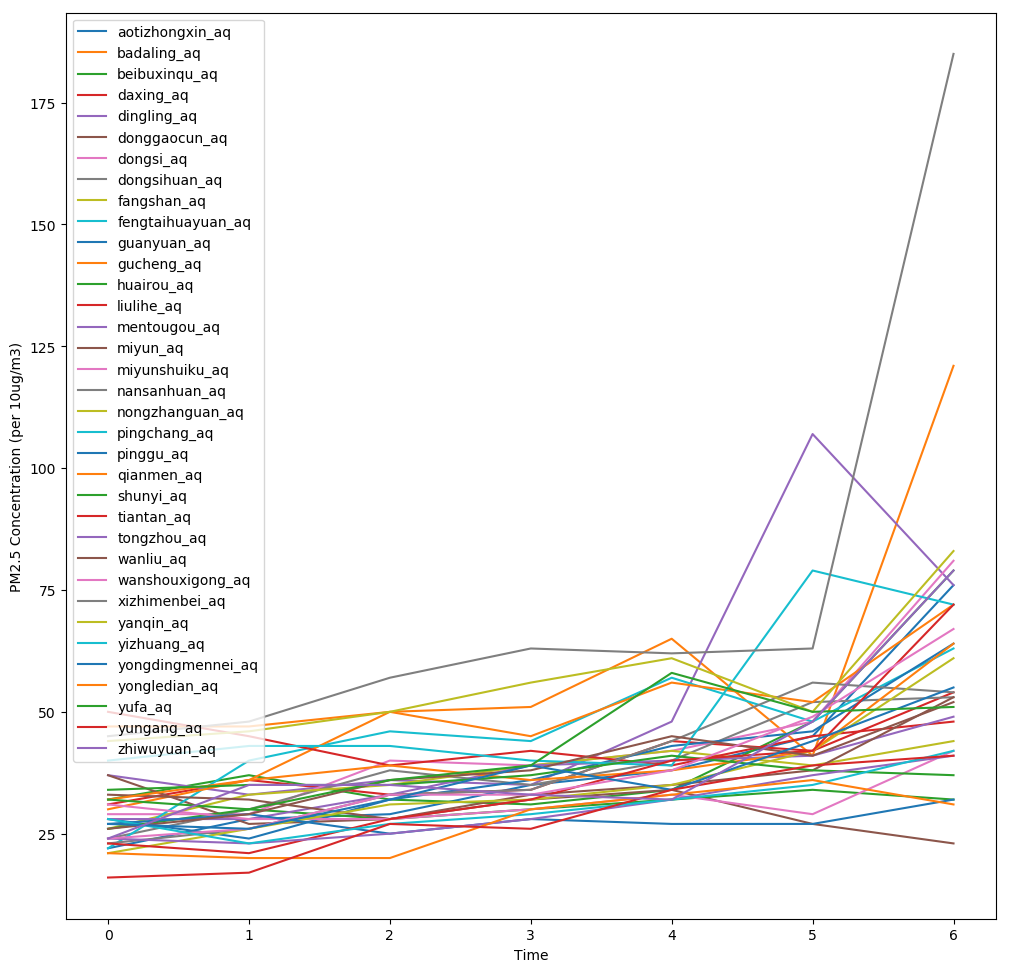 aotizhongxin_aq
badaling_aq
beibuxinqu_aq
daxing_aq
dingling_aq
donggaocun_aq
dongsi_aq
dongsihuan_aq
fangshan_aq
fengtaihuayuan_aq
guanyuan_aq
gucheng_aq
huairou_aq
liulihe_aq
mentougou_aq
miyun_aq
miyunshuiku_aq
nansanhuan_aq
nongzhanguan_aq
pingchang_aq
pinggu_aq
qianmen_aq
shunyi_aq
tiantan_aq
tongzhou_aq
wanliu_aq
wanshouxigong_aq
xizhimenbei_aq
yanqin_aq
yizhuang_aq
yongdingmennei_aq
yongledian_aq
yufa_aq
yungang_aq
zhiwuyuan_aq
175
150
125
100
75
50
25
PM2.5 Concentration (per 10ug/m3)
0 1 2 3 4 5 6
Time